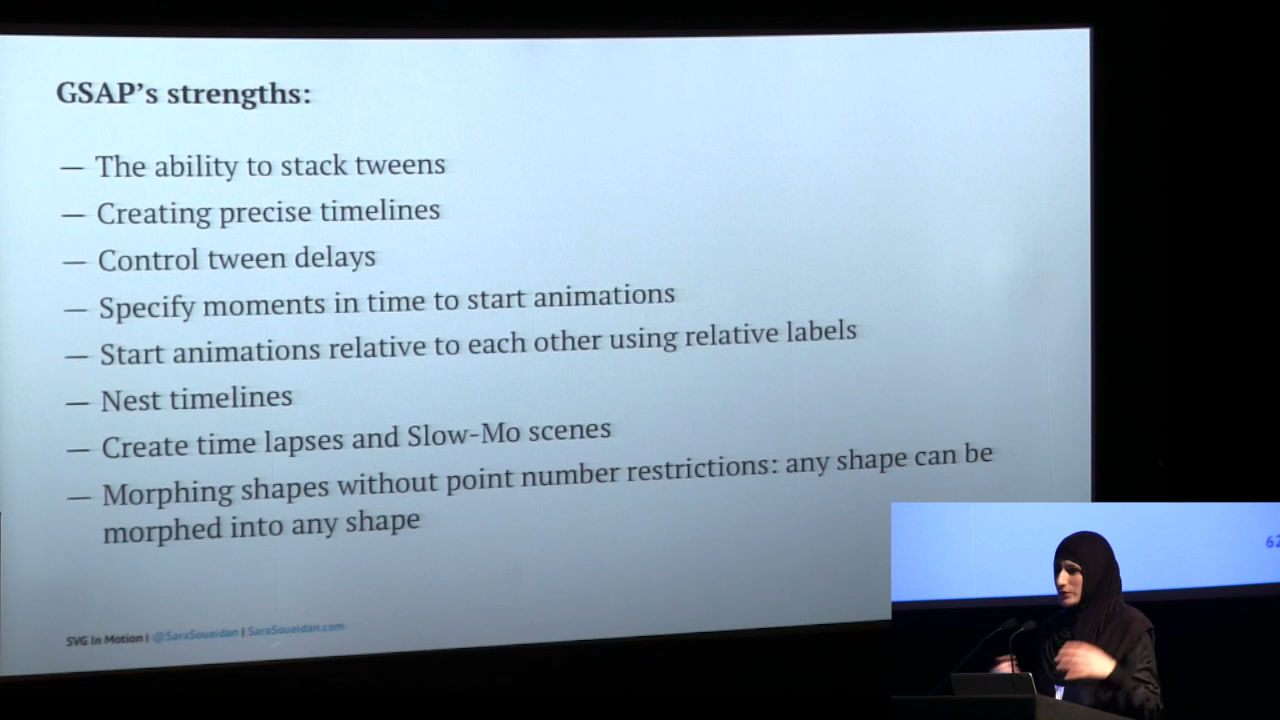 GSAP’s strengths:
— The ability to stack tweens
— Creating precise timelines
— Control tween delays
— Specify moments in time to start animations
— Start animations relative to each other using relative labels
— Nest timelines
— Create time lapses and Slow-Mo scenes
— Morphing shapes without point number restrictions: any shape can be
morphed into any shape
SVG In Motion | @SaraSoueidan | SaraSoueidan.com
62